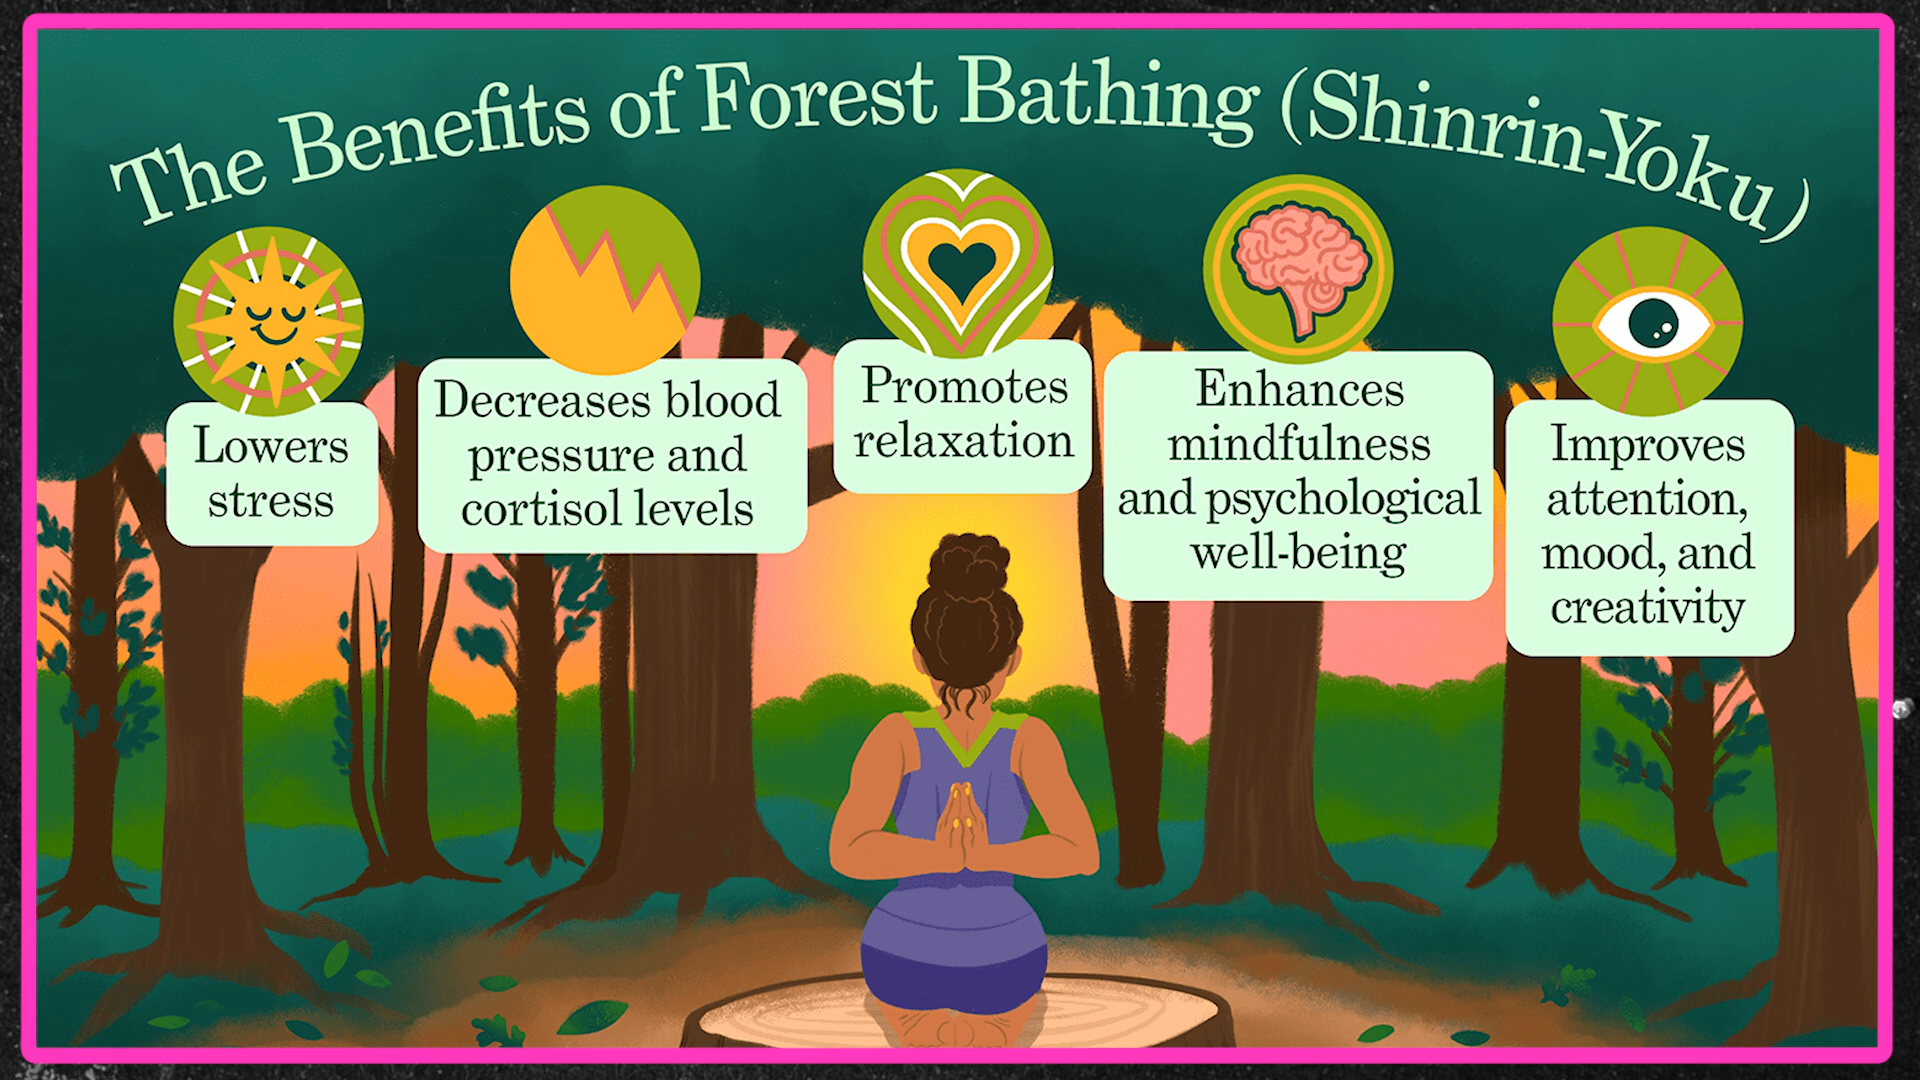 The Benefits of Forest Bathing (Shinrin-Yoku)
Lowers
stress
Decreases blood
pressure and
cortisol levels
Promotes
relaxation
Enhances
mindfulness
and psychological
well-being
Improves
attention,
mood, and
creativity